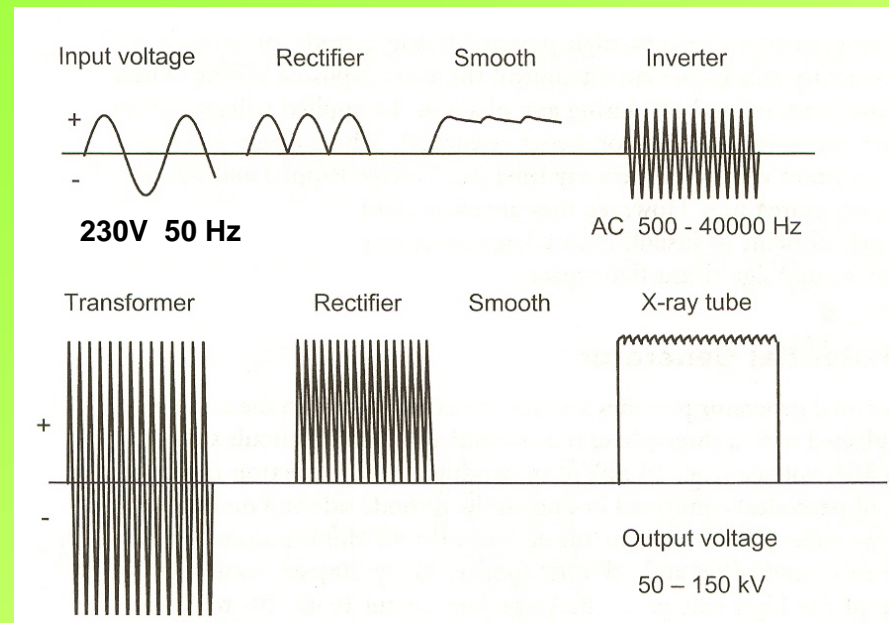 Input voltage Rectifier Smooth Inverter
+
-
230V 50 Hz
AC 500 - 40000 Hz
Transformer Rectifier Smooth X-ray tube
+
-
Output voltage
50 – 150 kV